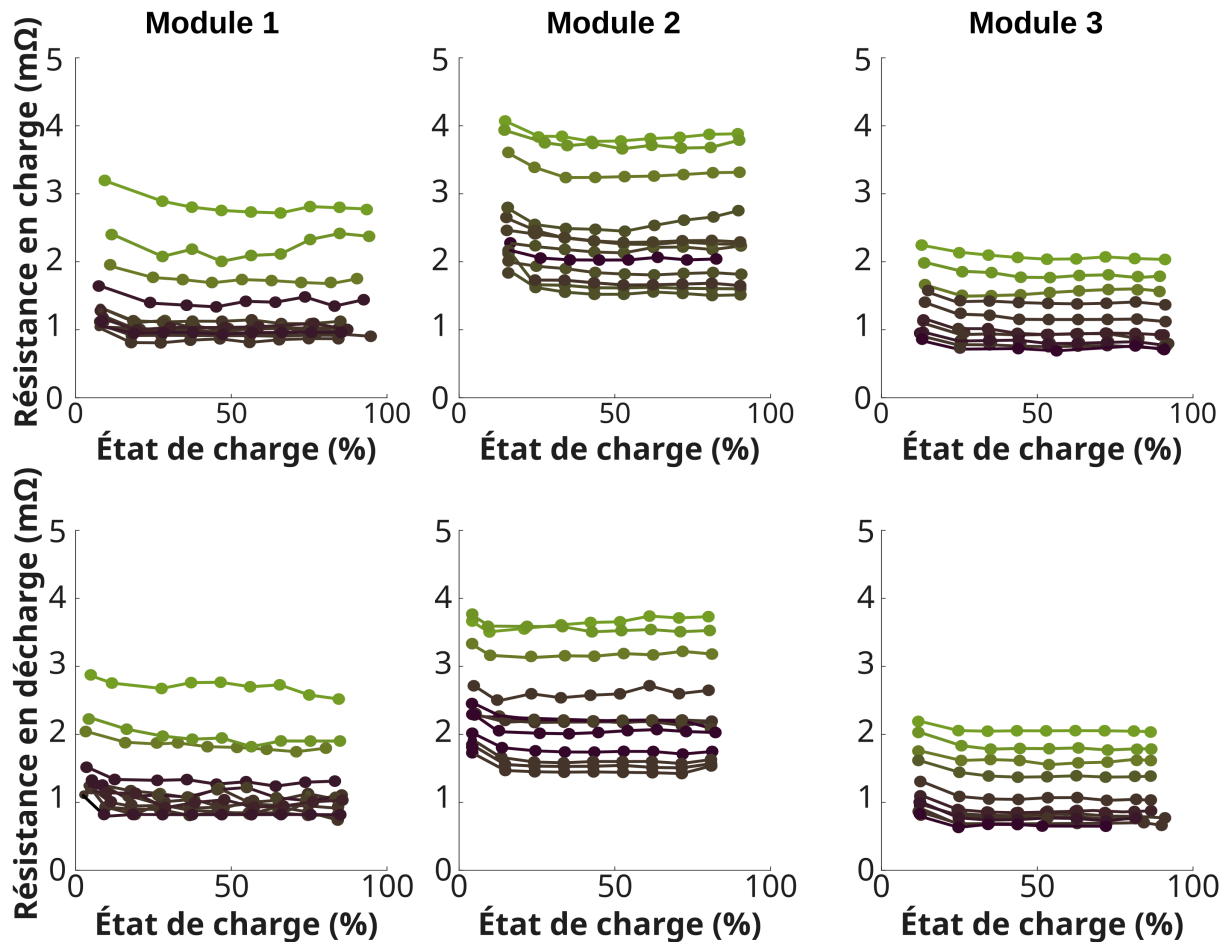 Module 1 Module 2 Module 3
Résistance en charge (mΩ)
5 5 5
4 4 4
3 3 3
2 2 2
1 1 1
0 0 0
0 50 100 0 50 100 0 50 100
État de charge (%) État de charge (%) État de charge (%)
Résistance en décharge (mΩ)
5 5 5
4 4 4
3 3 3
2 2 2
1 1 1
0 0 0
0 50 100 0 50 100 0 50 100
État de charge (%) État de charge (%) État de charge (%)